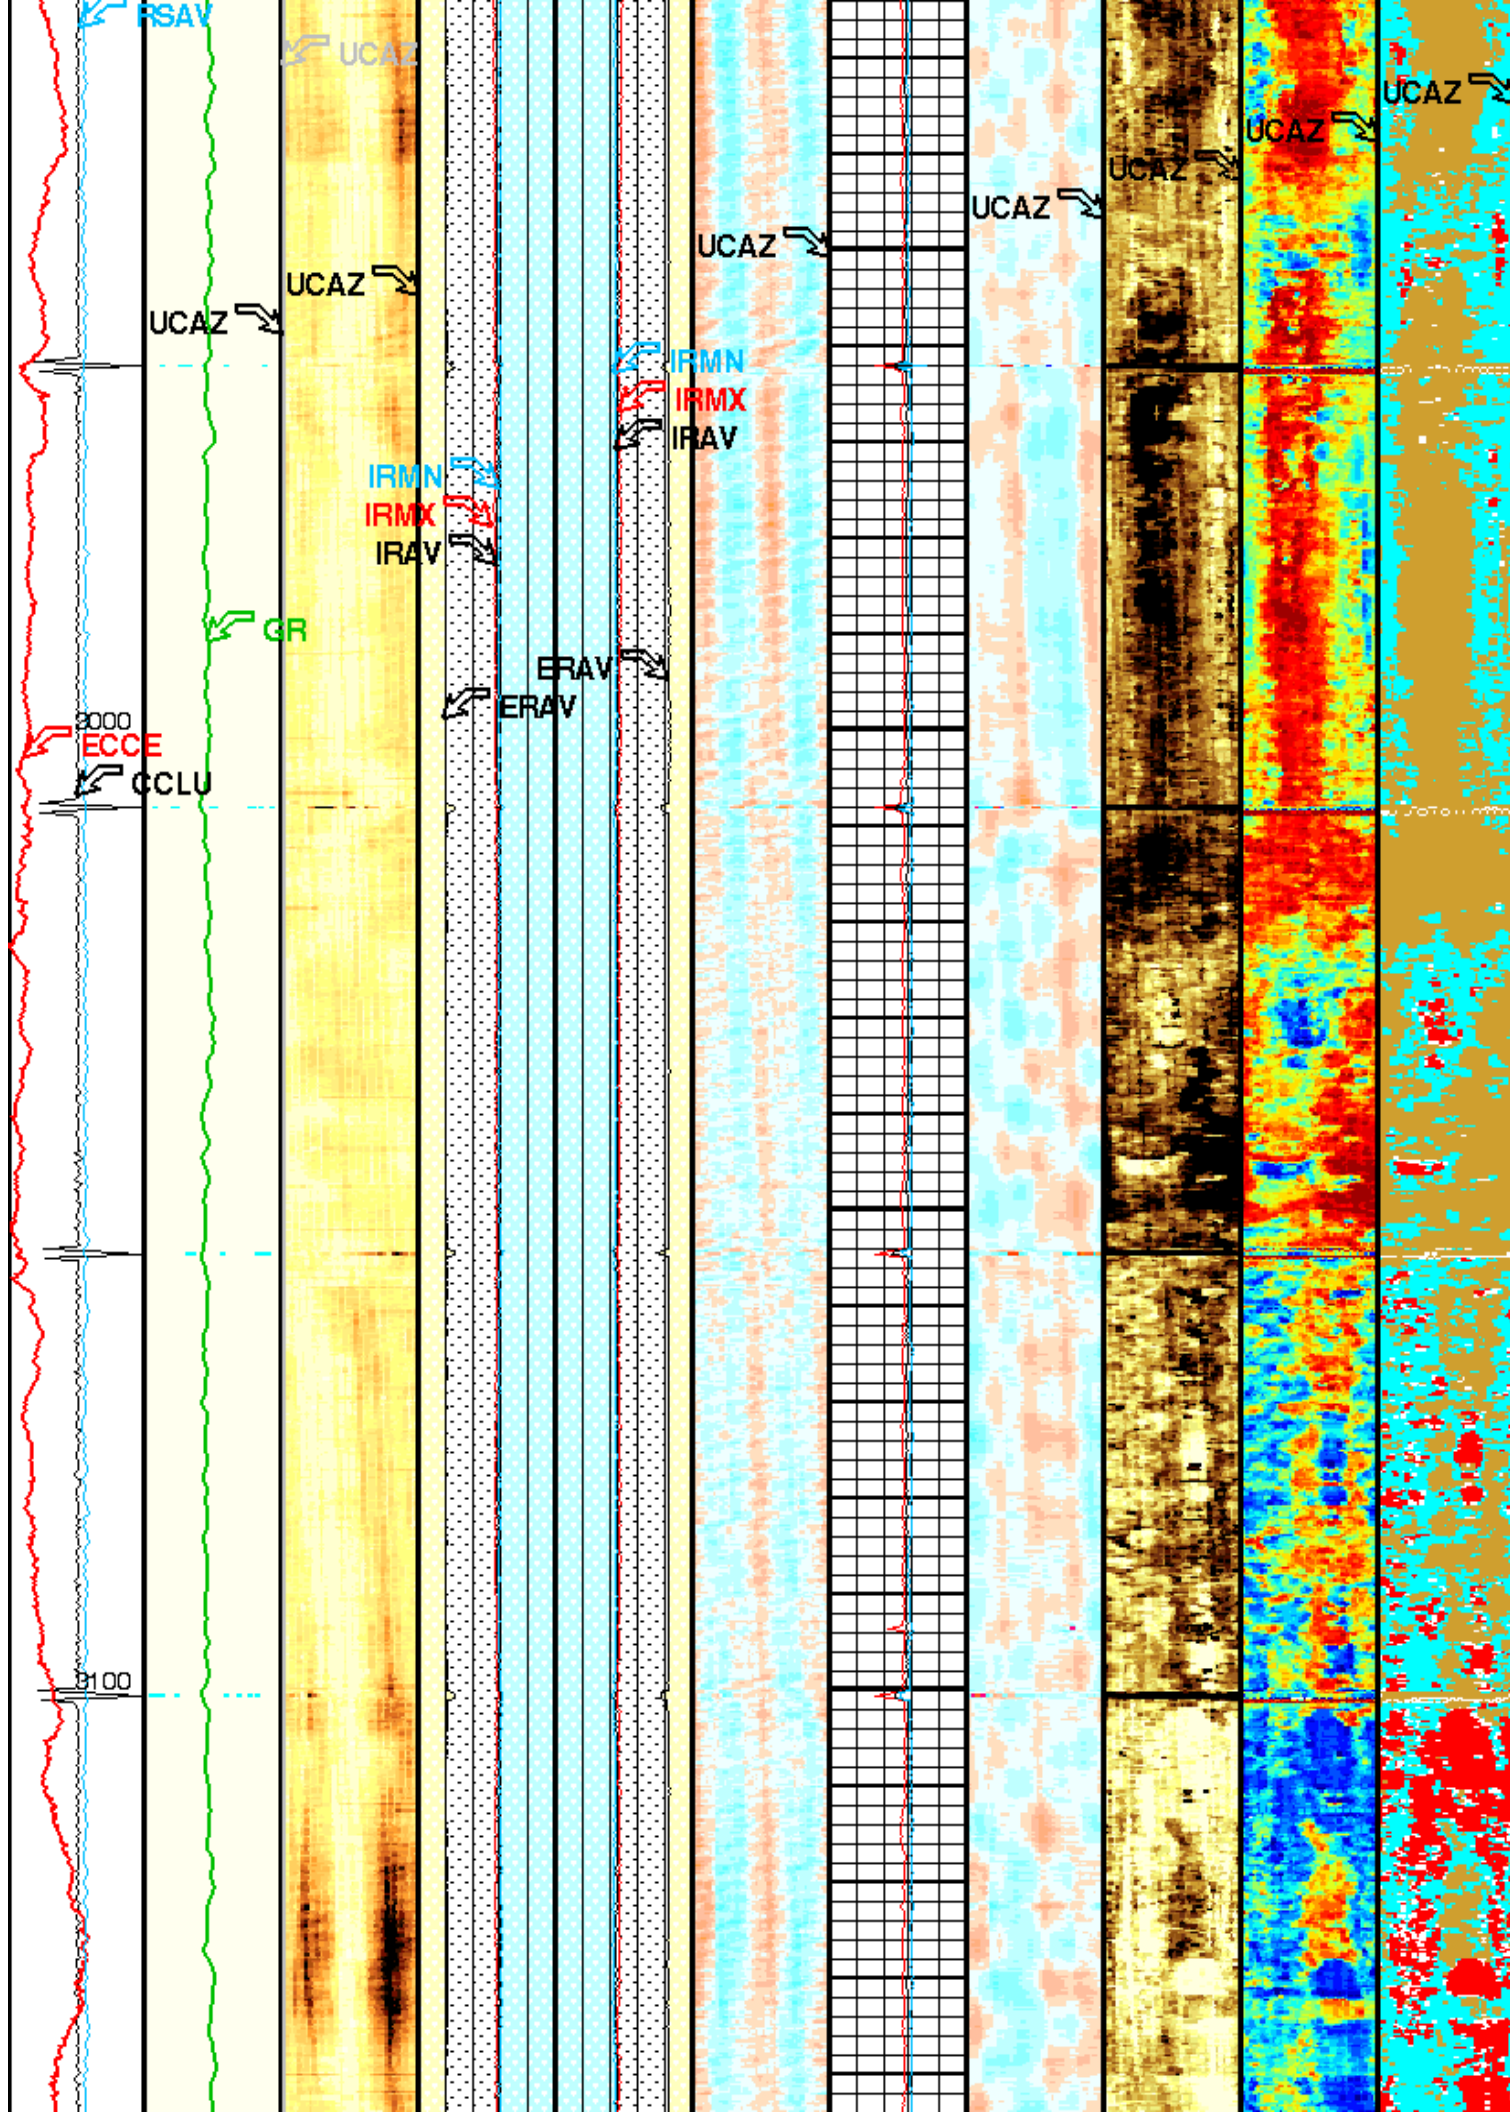 RSAV
UCAZ
UCAZ
UCAZ
UCAZ
UCAZ
UCAZ
UCAZ
UCAZ
UCAZ
IRMN
IRMX
IRAV
IRMN
IRMX
IRAV
GR
ERAV
ERAV
3000
ECCE
CCLU
3100